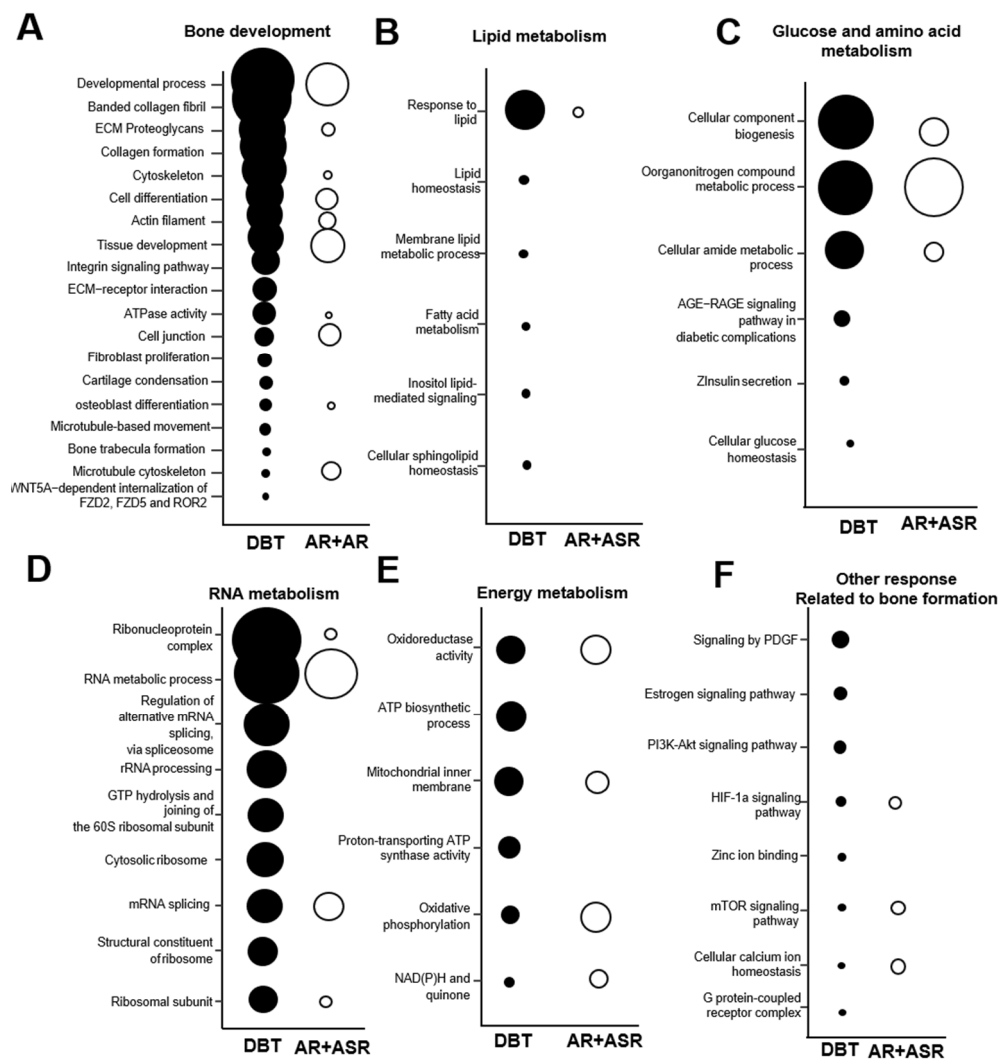 A
Bone development
Developmental process
Banded collagen fibril
ECM Proteoglycans
Collagen formation
Cytoskeleton
Cell differentiation
Actin filament
Tissue development
Integrin signaling pathway
ECM−receptor interaction
ATPase activity
Cell junction
Fibroblast proliferation
Cartilage condensation
osteoblast differentiation
Microtubule-based movement
Bone trabecula formation
Microtubule cytoskeleton
WNT5A−dependent internalization of
FZD2, FZD5 and ROR2
DBT AR+AR
B
Lipid metabolism
Response to
lipid
Lipid
homeostasis
Membrane lipid
metabolic process
Fatty acid
metabolism
Inositol lipid-
mediated signaling
Cellular sphingolipid
homeostasis
DBT AR+ASR
C
Glucose and amino acid
metabolism
Cellular component
biogenesis
Oorganonitrogen compound
metabolic process
Cellular amide metabolic
process
AGE−RAGE signaling
pathway in
diabetic complications
ZInsulin secretion
Cellular glucose
homeostasis
DBT AR+ASR
D
RNA metabolism
Ribonucleoprotein
complex
RNA metabolic process
Regulation of
alternative mRNA
splicing,
via spliceosome
rRNA processing
GTP hydrolysis and
joining of
the 60S ribosomal subunit
Cytosolic ribosome
mRNA splicing
Structural constituent
of ribosome
Ribosomal subunit
DBT AR+ASR
E
Energy metabolism
Oxidoreductase
activity
ATP biosynthetic
process
Mitochondrial inner
membrane
Proton-transporting ATP
synthase activity
Oxidative
phosphorylation
NAD(P)H and
quinone
DBT AR+ASR
F
Other response
Related to bone formation
Signaling by PDGF
Estrogen signaling pathway
PI3K-Akt signaling pathway
HIF-1a signaling
pathway
Zinc ion binding
mTOR signaling
pathway
Cellular calcium ion
homeostasis
G protein-coupled
receptor complex
DBT AR+ASR